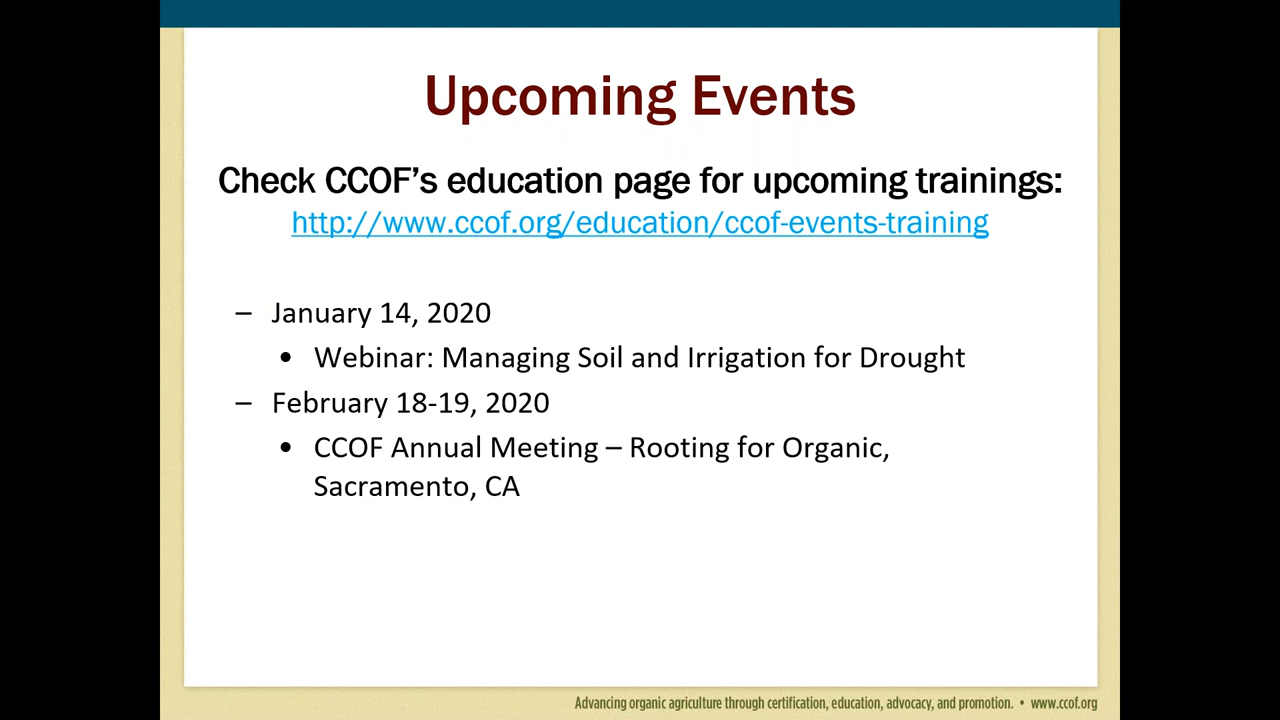 Upcoming Events
Check CCOF’s education page for upcoming trainings:
http://www.ccof.org/education/ccof-events-training
– January 14, 2020
• Webinar: Managing Soil and Irrigation for Drought
– February 18-19, 2020
• CCOF Annual Meeting – Rooting for Organic,
Sacramento, CA
Advancing organic agriculture through certification, education, advocacy, and promotion. • www.ccof.org